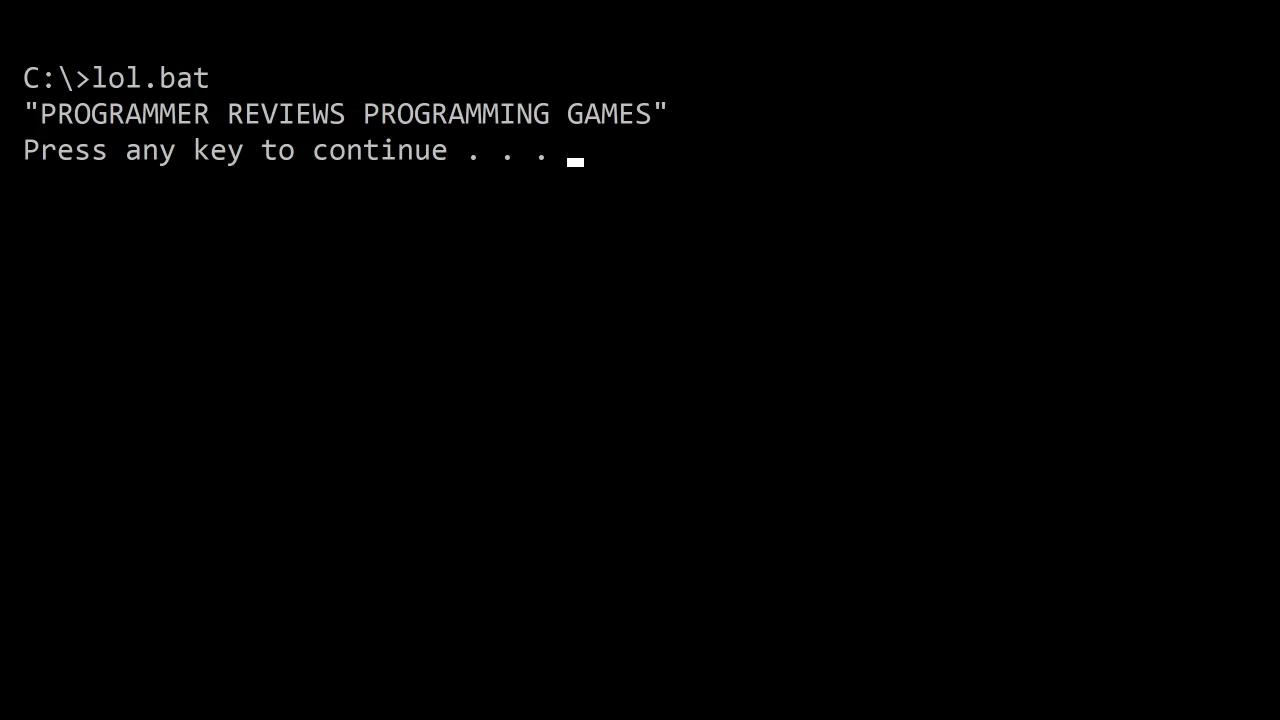 C:\>lol.bat
"PROGRAMMER REVIEWS PROGRAMMING GAMES"
Press any key to continue . . .